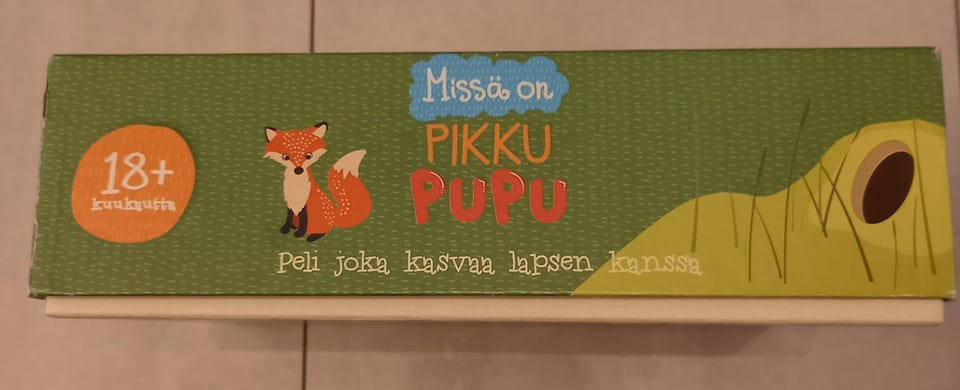 18+
kuukautta
Missä on
PIKKU
PUPU
Peli joka kasvaa lapsen kanssa